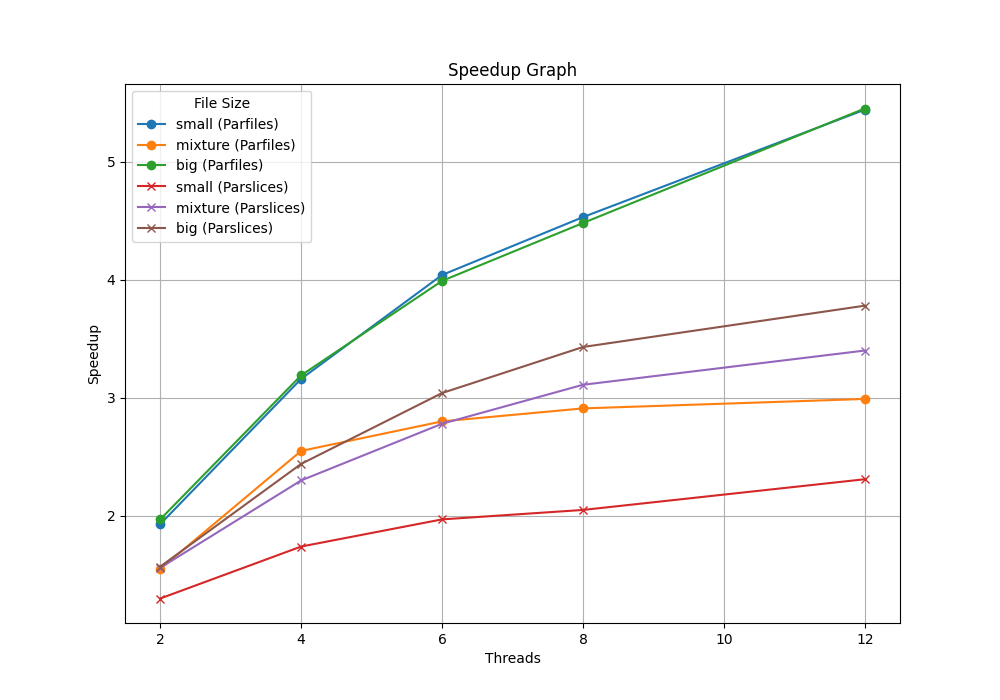 Speedup Graph
File Size
small (Parfiles)
mixture (Parfiles)
big (Parfiles)
small (Parslices)
mixture (Parslices)
big (Parslices)
5
4
3
2
Speedup
2 4 6 8 10 12
Threads